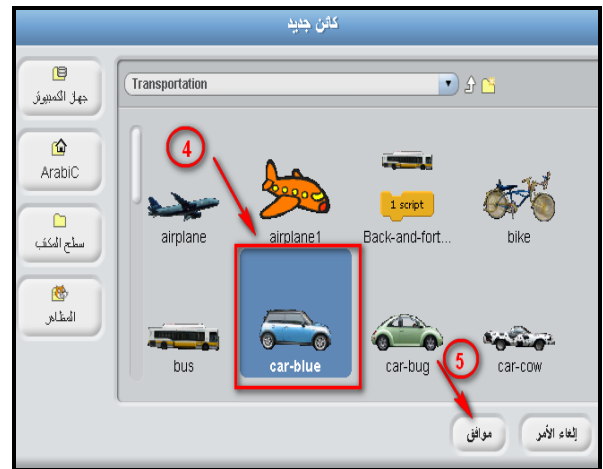 كائن جديد
جهاز الكمبيوتر
ArabiC
سطح المكتب
المظاهر
Transportation
4
1 script
airplane
airplane1
Back-and-fort...
bike
bus
car-blue
car-bug
car-cow
5
موافق
إلغاء الأمر